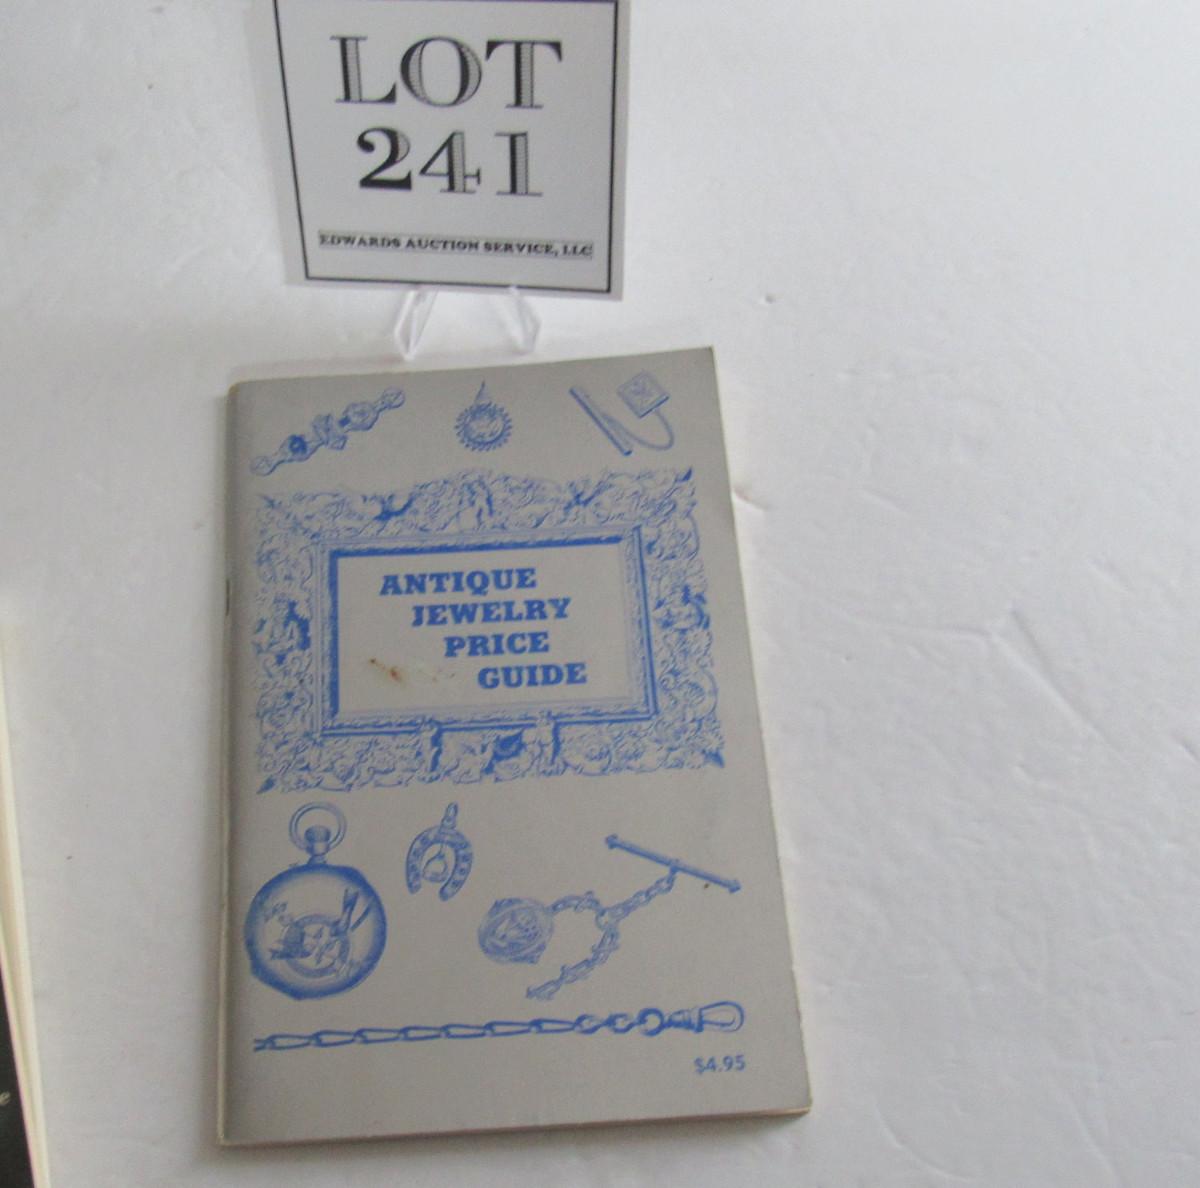 LOT
241
EDWARDS AUCTION SERVICE, LLC
ANTIQUE
JEWELRY
PRICE
GUIDE
$4.95
e